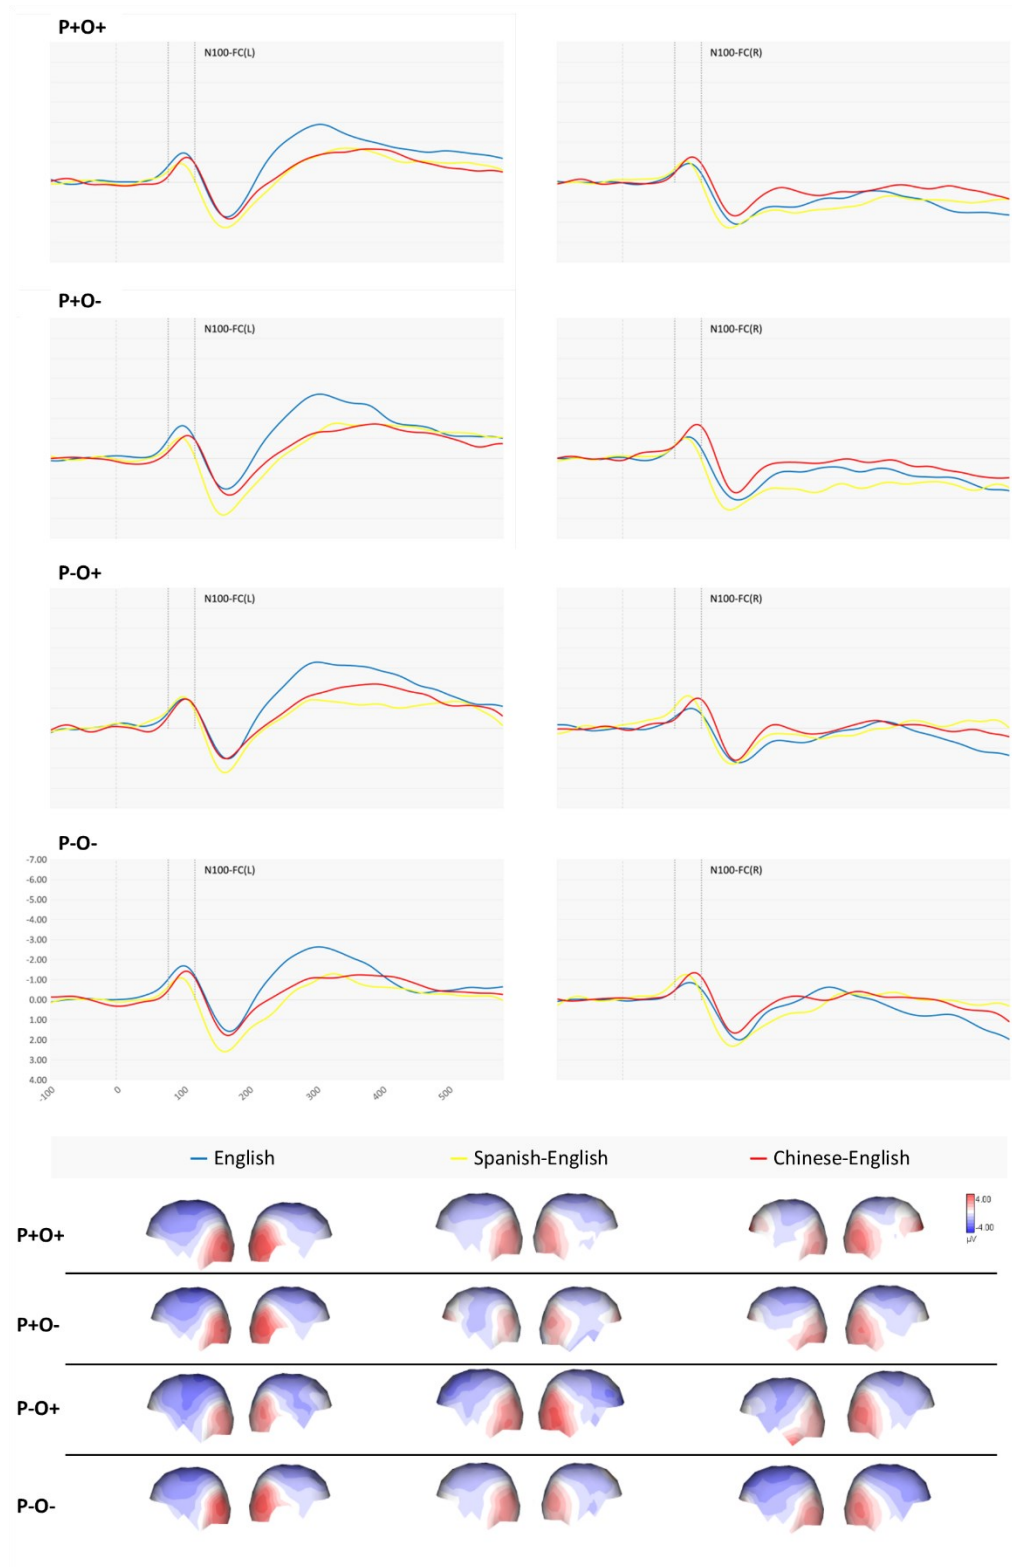 P+O+
N100-FC(L)
N100-FC(R)
P+O-
N100-FC(L)
N100-FC(R)
P-O+
N100-FC(L)
N100-FC(R)
P-O-
N100-FC(L)
N100-FC(R)
-7.00
-6.00
-5.00
-4.00
-3.00
-2.00
-1.00
0.00
1.00
2.00
3.00
4.00
-100 0 100 200 300 400 500
English Spanish-English Chinese-English
P+O+
4.00
-4.00
µV
P+O-
P-O+
P-O-